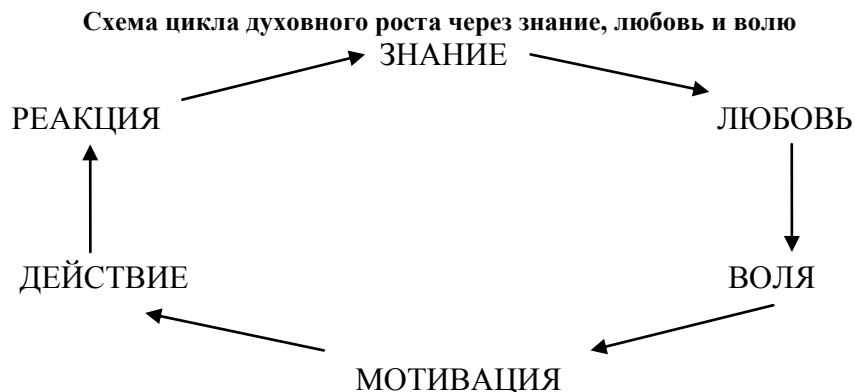 Схема цикла духовного роста через знание, любовь и волю
ЗНАНИЕ
РЕАКЦИЯ
ЛЮБОВЬ
ДЕЙСТВИЕ
ВОЛЯ
МОТИВАЦИЯ